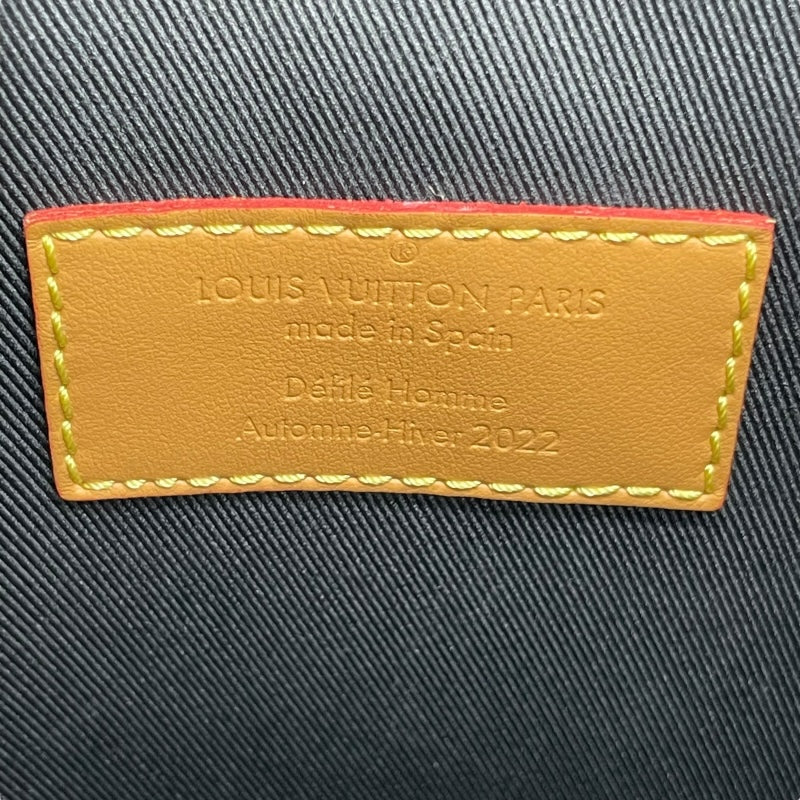 ®
LOUIS VUITTON PARIS
made in Spain
Défilé Homme
Automne-Hiver 2022